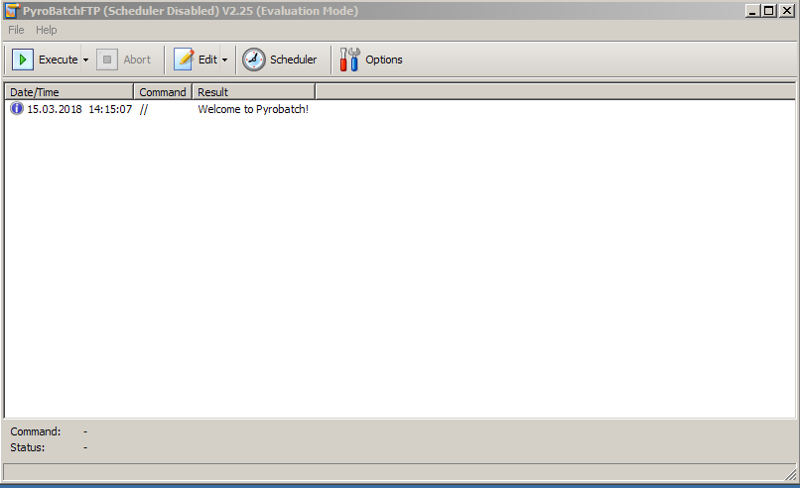 PyroBatchFTP (Scheduler Disabled) V2.25 (Evaluation Mode)
File Help
Execute Abort Edit Scheduler Options
Date/Time Command Result
15.03.2018 14:15:07 // Welcome to Pyrobatch!
Command: -
Status: -